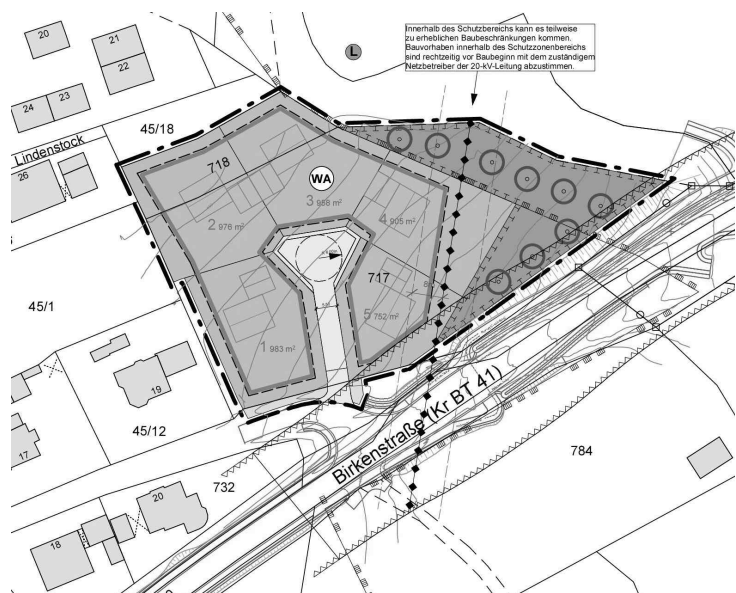 Innerhalb des Schutzbereichs kann es teilweise
zu erheblichen Baubeschränkungen kommen.
Bauvorhaben innerhalb des Schutzzonenbereichs
sind rechtzeitig vor Baubeginn mit dem zuständigem
Netzbetreiber der 20-kV-Leitung abzustimmen.
20
21
22
L
24
23
45/18
Lindenstock
26
718
WA
3 958 m²
2 978 m²
4 905 m²
717
45/1
5 752 m²
1 983 m²
19
45/12
17
Birkenstraße (Kr BT 41)
784
732
20
18